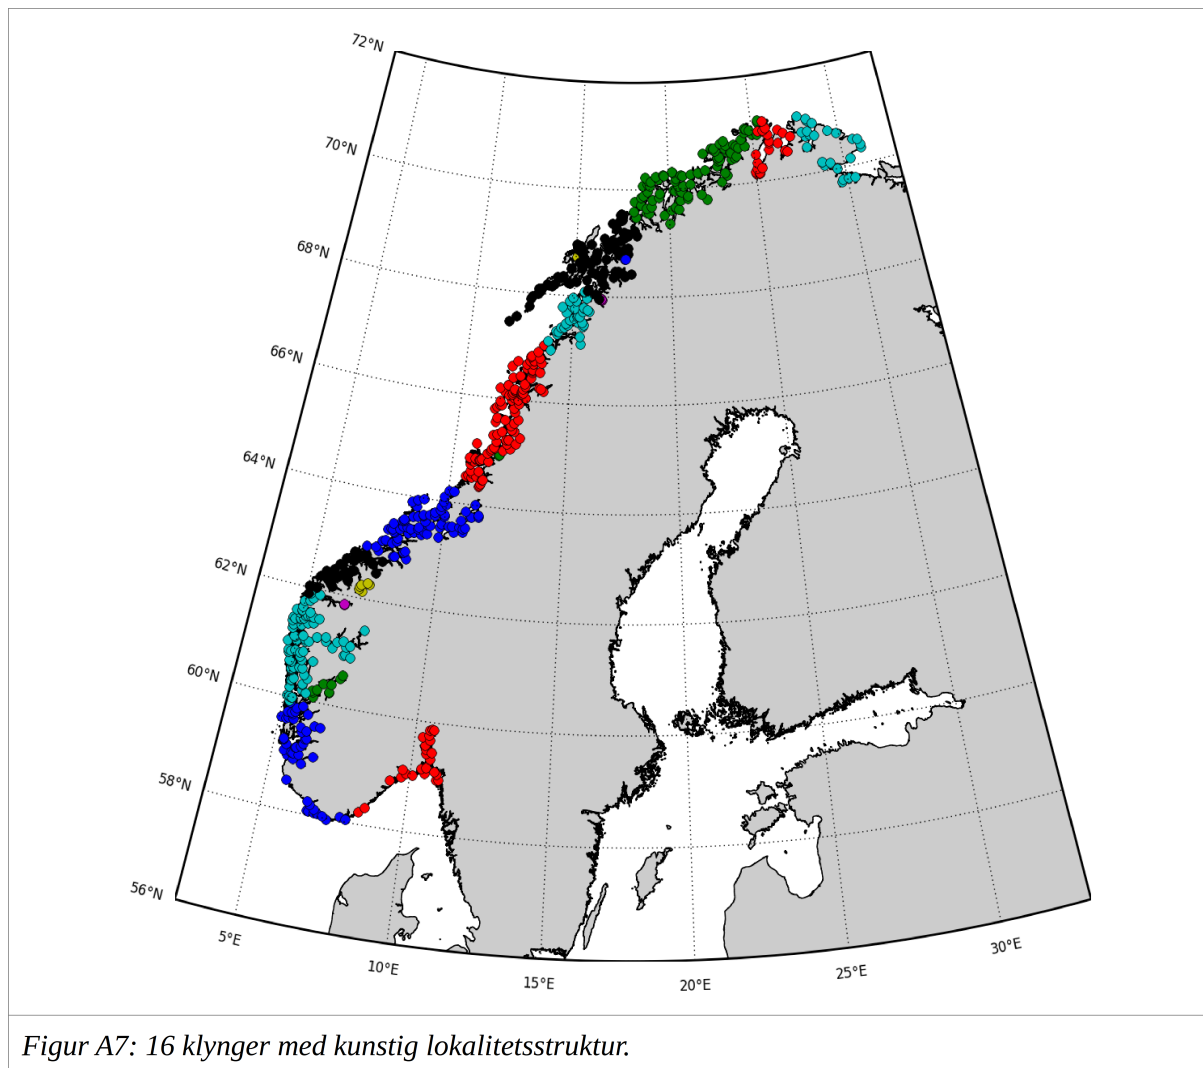 72°N
70°N
68°N
66°N
64°N
62°N
60°N
58°N
56°N
5°E
10°E
15°E
20°E
25°E
30°E
Figur A7: 16 klynger med kunstig lokalitetsstruktur.